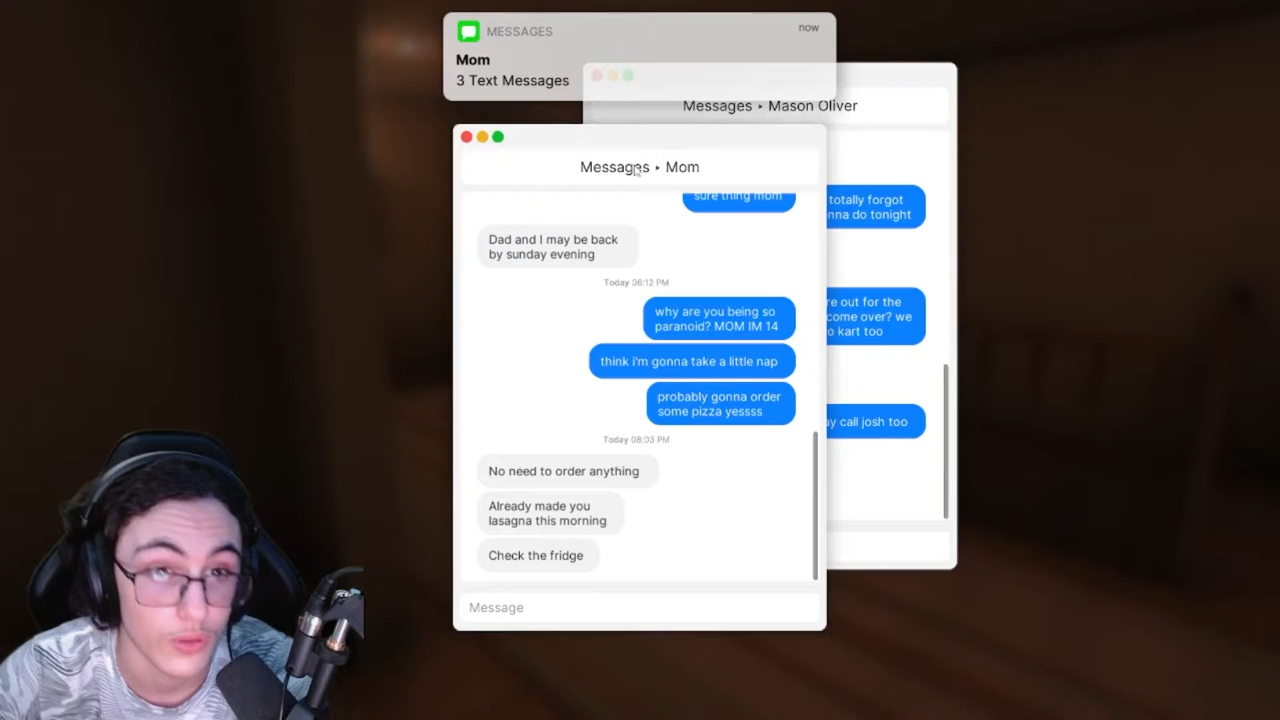 MESSAGES
now
Mom
3 Text Messages
Messages ‣ Mason Oliver
Messages ‣ Mom
sure thing mom
Dad and I may be back
by sunday evening
Today 06:12 PM
why are you being so
paranoid? MOM IM 14
think i'm gonna take a little nap
probably gonna order
some pizza yessss
Today 08:03 PM
No need to order anything
Already made you
lasagna this morning
Check the fridge
Message
totally forgot
nna do tonight
re out for the
come over? we
o kart too
ay call josh too